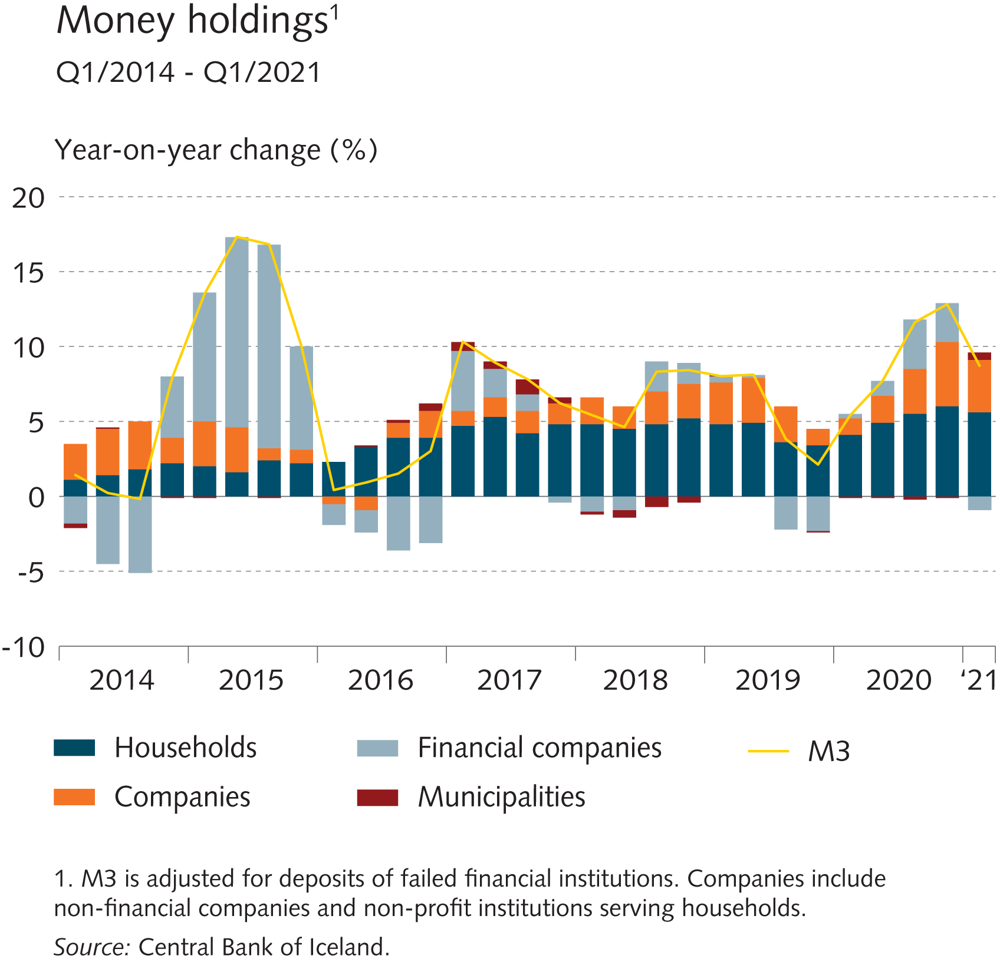 Money holdings¹
Q1/2014 - Q1/2021
Year-on-year change (%)
20
15
10
5
0
-5
-10
2014 2015 2016 2017 2018 2019 2020 ‘21
Households Financial companies M3
Companies Municipalities
1. M3 is adjusted for deposits of failed financial institutions. Companies include
non-financial companies and non-profit institutions serving households.
Source: Central Bank of Iceland.